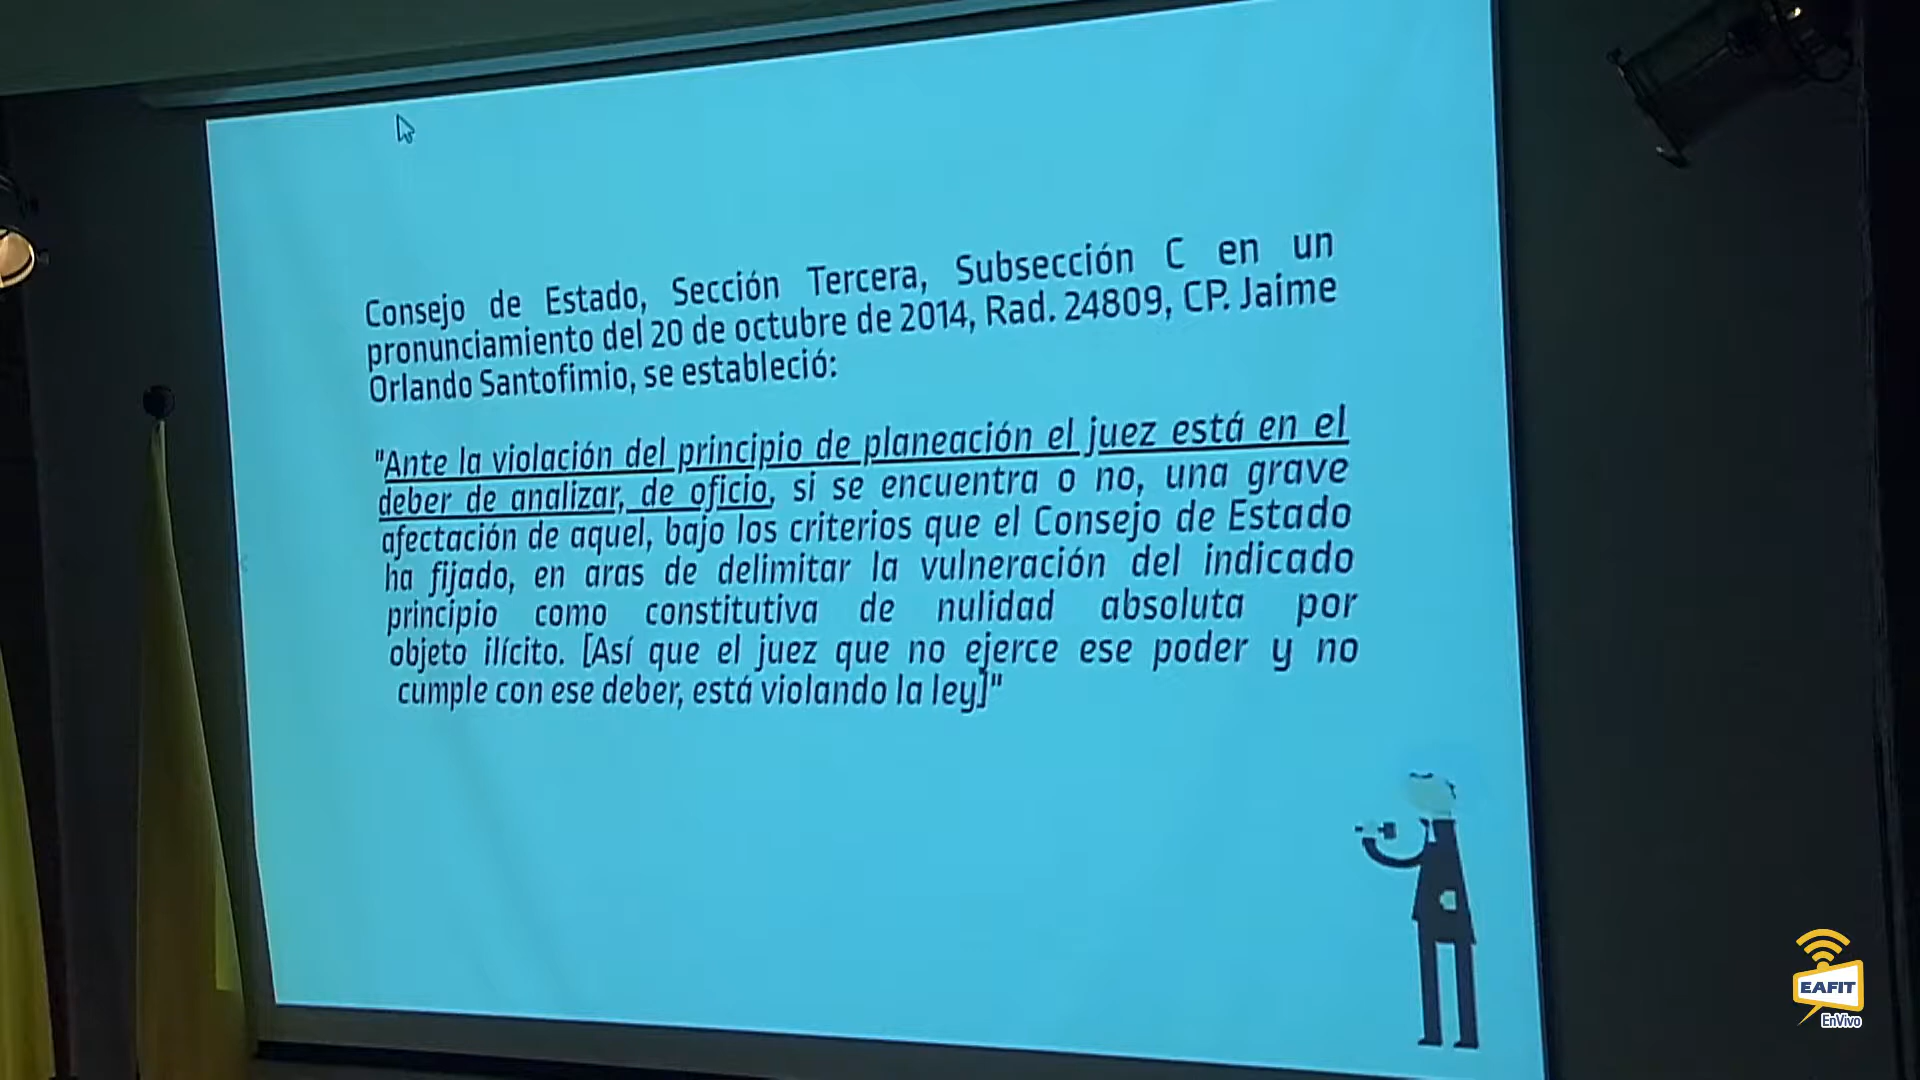 Consejo de Estado, Sección Tercera, Subsección C en un
pronunciamiento del 20 de octubre de 2014, Rad. 24809, CP. Jaime
Orlando Santofimio, se estableció:
"Ante la violación del principio de planeación el juez está en el
deber de analizar, de oficio, si se encuentra o no, una grave
afectación de aquel, bajo los criterios que el Consejo de Estado
ha fijado, en aras de delimitar la vulneración del indicado
principio como constitutiva de nulidad absoluta por
objeto ilícito. [Así que el juez que no ejerce ese poder y no
cumple con ese deber, está violando la ley]"
EAFIT
EnVivo